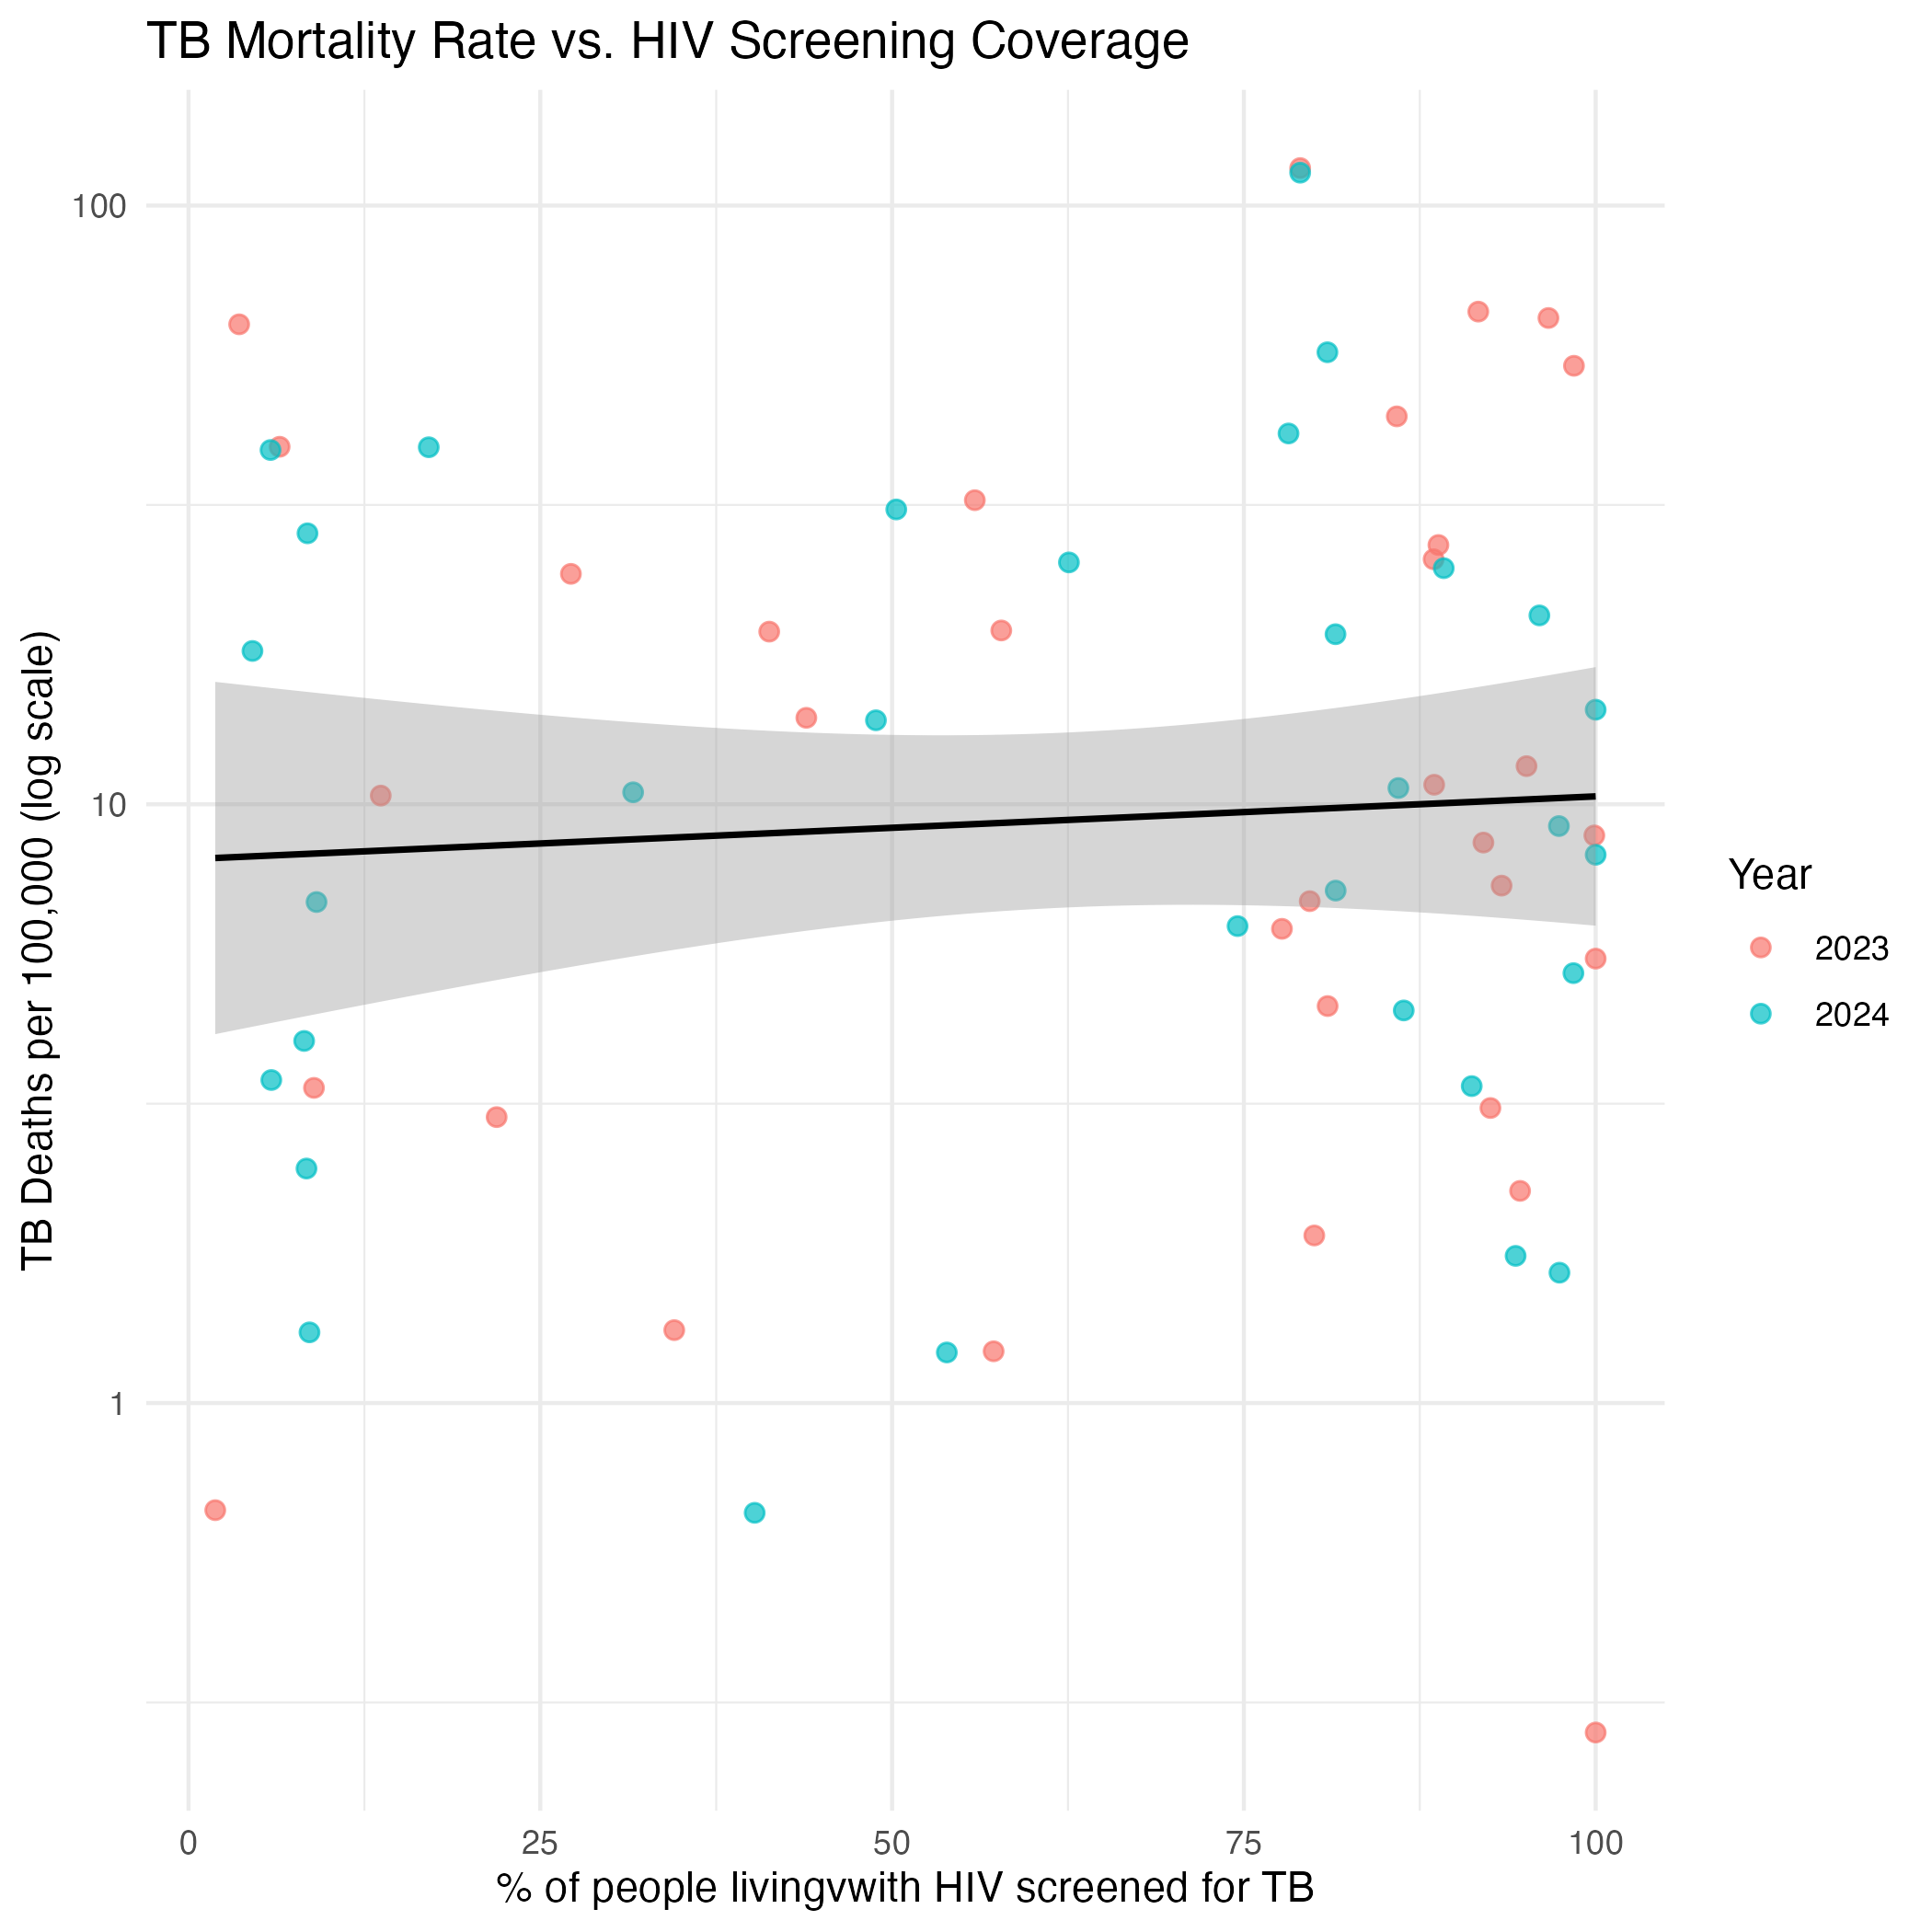 TB Mortality Rate vs. HIV Screening Coverage
TB Deaths per 100,000 (log scale)
100
10
1
0 25 50 75 100
% of people livingvwith HIV screened for TB
Year
2023
2024